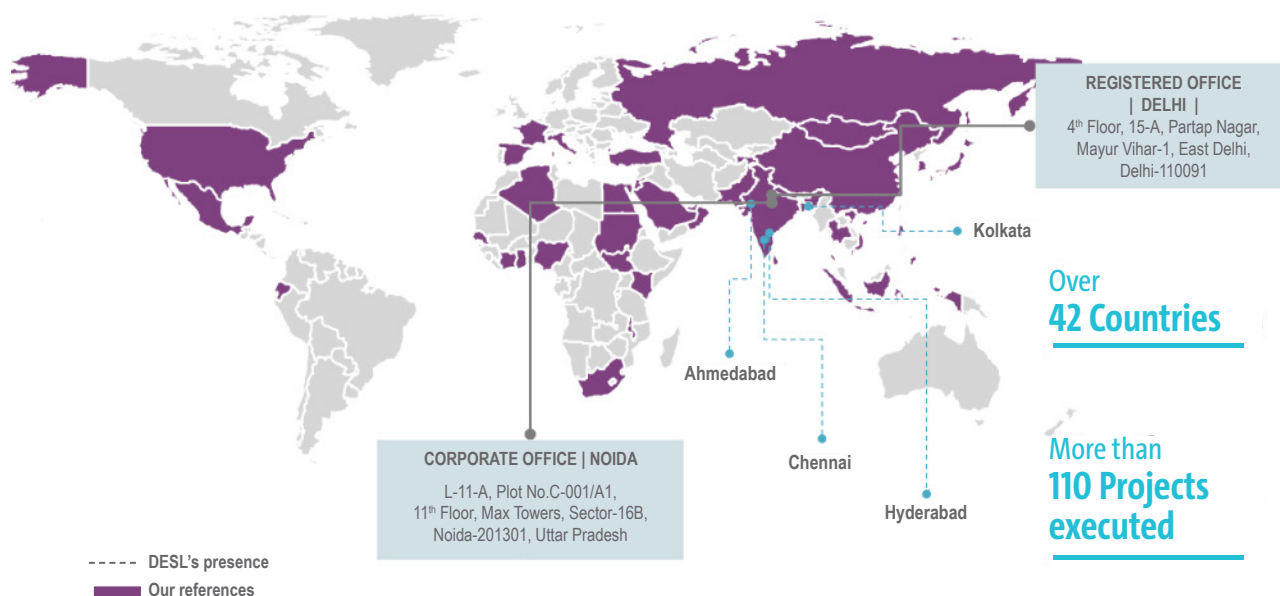 REGISTERED OFFICE
| DELHI |
4th Floor, 15-A, Partap Nagar,
Mayur Vihar-1, East Delhi,
Delhi-110091
Kolkata
Over
42 Countries
Ahmedabad
Chennai
Hyderabad
More than
110 Projects
executed
CORPORATE OFFICE | NOIDA
L-11-A, Plot No.C-001/A1,
11th Floor, Max Towers, Sector-16B,
Noida-201301, Uttar Pradesh
DESL's presence
Our references